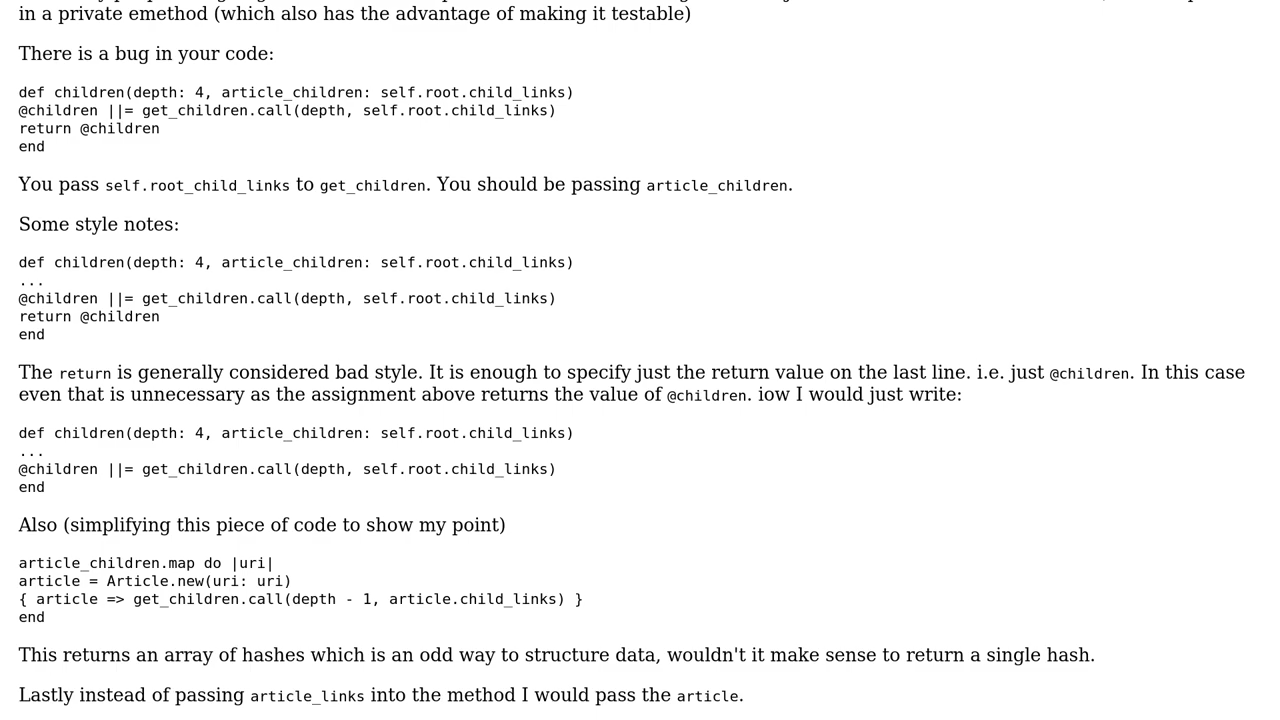 in a private emethod (which also has the advantage of making it testable)
There is a bug in your code:
def children(depth: 4, article_children: self.root.child_links)
@children ||= get_children.call(depth, self.root.child_links)
return @children
end
You pass self.root_child_links to get_children. You should be passing article_children.
Some style notes:
def children(depth: 4, article_children: self.root.child_links)
...
@children ||= get_children.call(depth, self.root.child_links)
return @children
end
The return is generally considered bad style. It is enough to specify just the return value on the last line. i.e. just @children. In this case
even that is unnecessary as the assignment above returns the value of @children. iow I would just write:
def children(depth: 4, article_children: self.root.child_links)
...
@children ||= get_children.call(depth, self.root.child_links)
end
Also (simplifying this piece of code to show my point)
article_children.map do |uri|
article = Article.new(uri: uri)
{ article => get_children.call(depth - 1, article.child_links) }
end
This returns an array of hashes which is an odd way to structure data, wouldn't it make sense to return a single hash.
Lastly instead of passing article_links into the method I would pass the article.